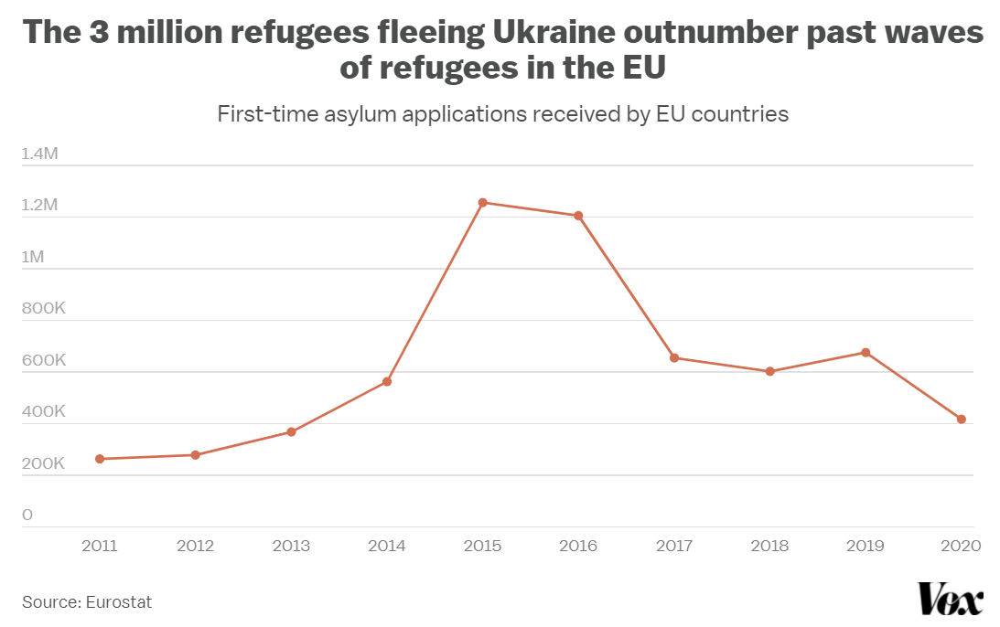 The 3 million refugees fleeing Ukraine outnumber past waves
of refugees in the EU
First-time asylum applications received by EU countries
1.4M
1.2M
1M
800K
600K
400K
200K
0
2011 2012 2013 2014 2015 2016 2017 2018 2019 2020
Source: Eurostat
Vox